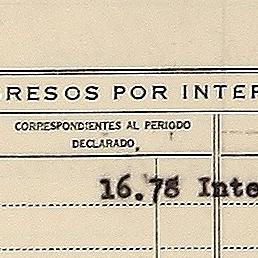 RESOS POR INTER
CORRESPONDIENTES AL PERIODO
DECLARADO,
16.78 Inte